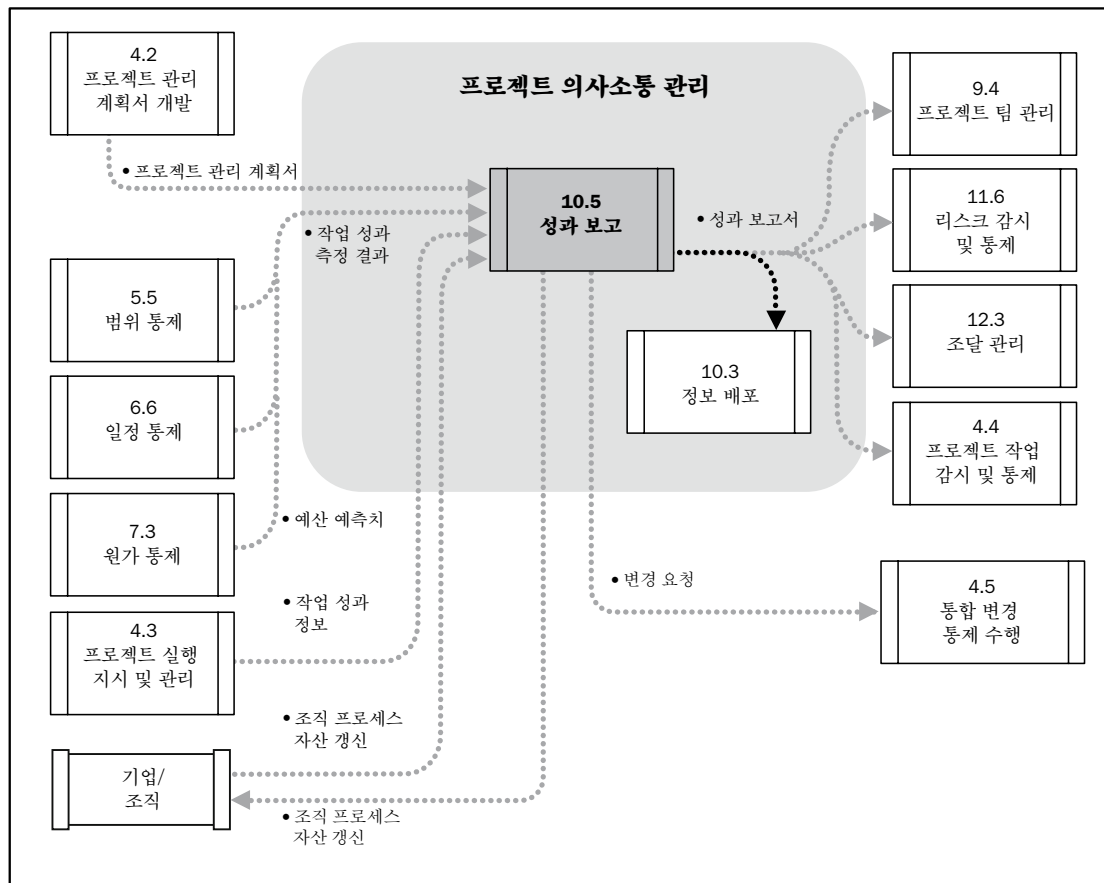 4.2
프로젝트 관리
계획서 개발
프로젝트 의사소통 관리
9.4
프로젝트 팀 관리
• 프로젝트 관리 계획서
10.5
성과 보고
• 성과 보고서
11.6
리스크 감시
및 통제
• 작업 성과
측정 결과
5.5
범위 통제
12.3
조달 관리
10.3
정보 배포
6.6
일정 통제
4.4
프로젝트 작업
감시 및 통제
7.3
원가 통제
• 예산 예측치
• 변경 요청
4.5
통합 변경
통제 수행
• 작업 성과
정보
4.3
프로젝트 실행
지시 및 관리
• 조직 프로세스
자산 갱신
기업/
조직
• 조직 프로세스
자산 갱신